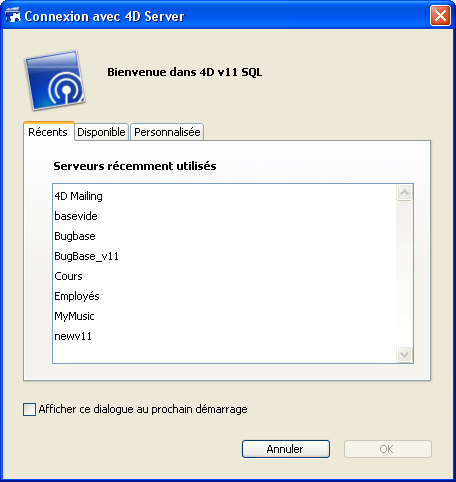 Connexion avec 4D Server
Bienvenue dans 4D v11 SQL
Récents Disponible Personnalisée
Serveurs récemment utilisés
4D Mailing
basevide
Bugbase
BugBase_v11
Cours
Employés
MyMusic
newv11
Afficher ce dialogue au prochain démarrage
Annuler OK